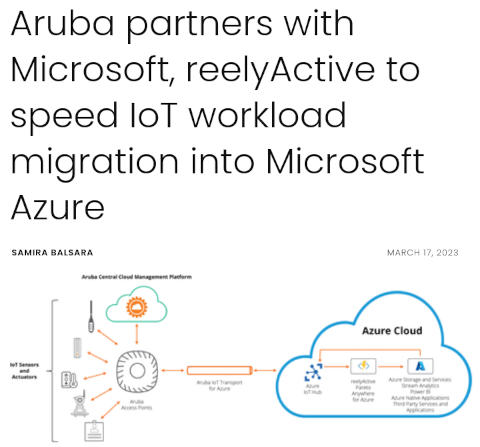 Aruba partners with
Microsoft, reelyActive to
speed IoT workload
migration into Microsoft
Azure
SAMIRA BALSARA
MARCH 17, 2023
Aruba Central Cloud Management Platform
Azure Cloud
IoT Sensors
and
Actuators
Aruba IoT Transport
for Azure
Aruba
Access Points
Azure
IoT Hub
reelyActive
Pareto
Anywhere
for Azure
Azure Storage and Services
Stream Analytics
Power BI
Azure Native Applications
Third Party Services and
Applications